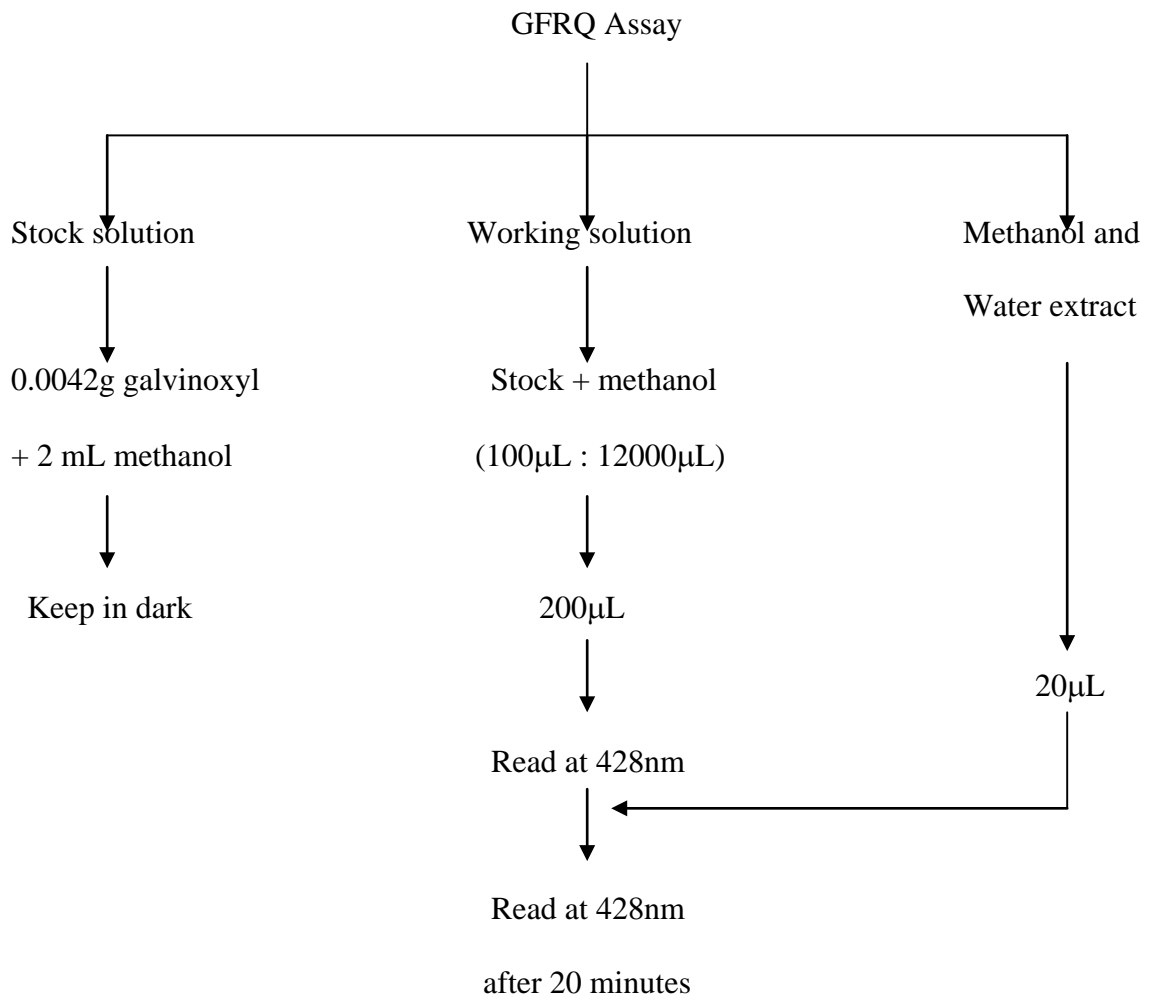 GFRQ Assay
Stock solution
0.0042g galvinoxyl
+ 2 mL methanol
Keep in dark
Working solution
Stock + methanol
(100μL : 12000μL)
200μL
Read at 428nm
Methanol and
Water extract
20μL
Read at 428nm
after 20 minutes